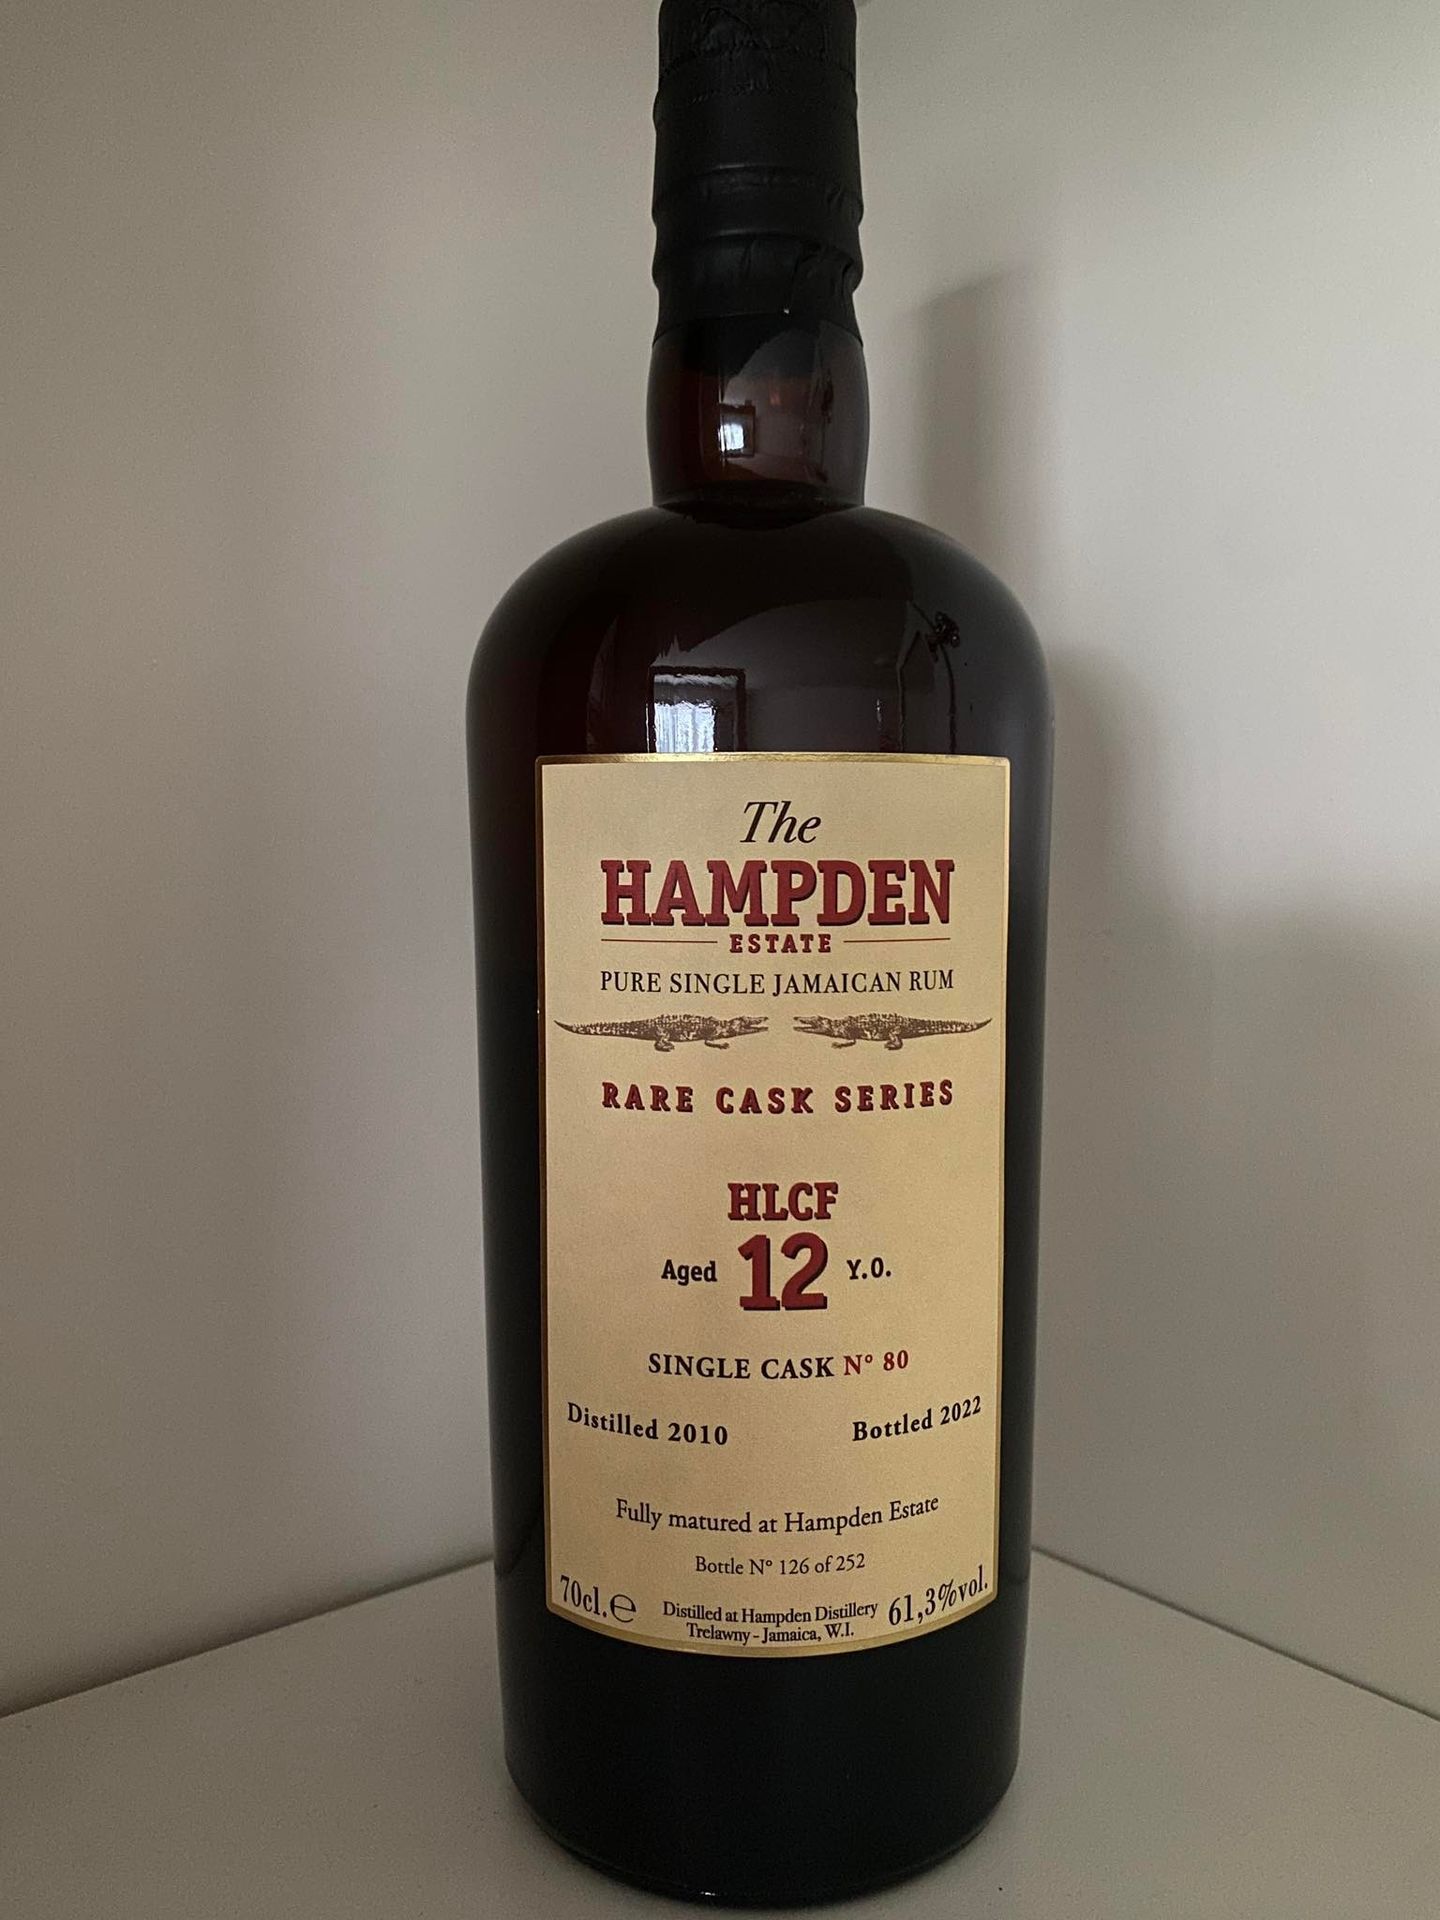 The
HAMPDEN
ESTATE
PURE SINGLE JAMAICAN RUM
RARE CASK SERIES
HLCF
Aged 12 Y.O.
SINGLE CASK N° 80
Distilled 2010 Bottled 2022
Fully matured at Hampden Estate
Bottle N° 126 of 252
70cl.℮ Distilled at Hampden Distillery 61,3%vol.
Trelawny - Jamaica, W.I.